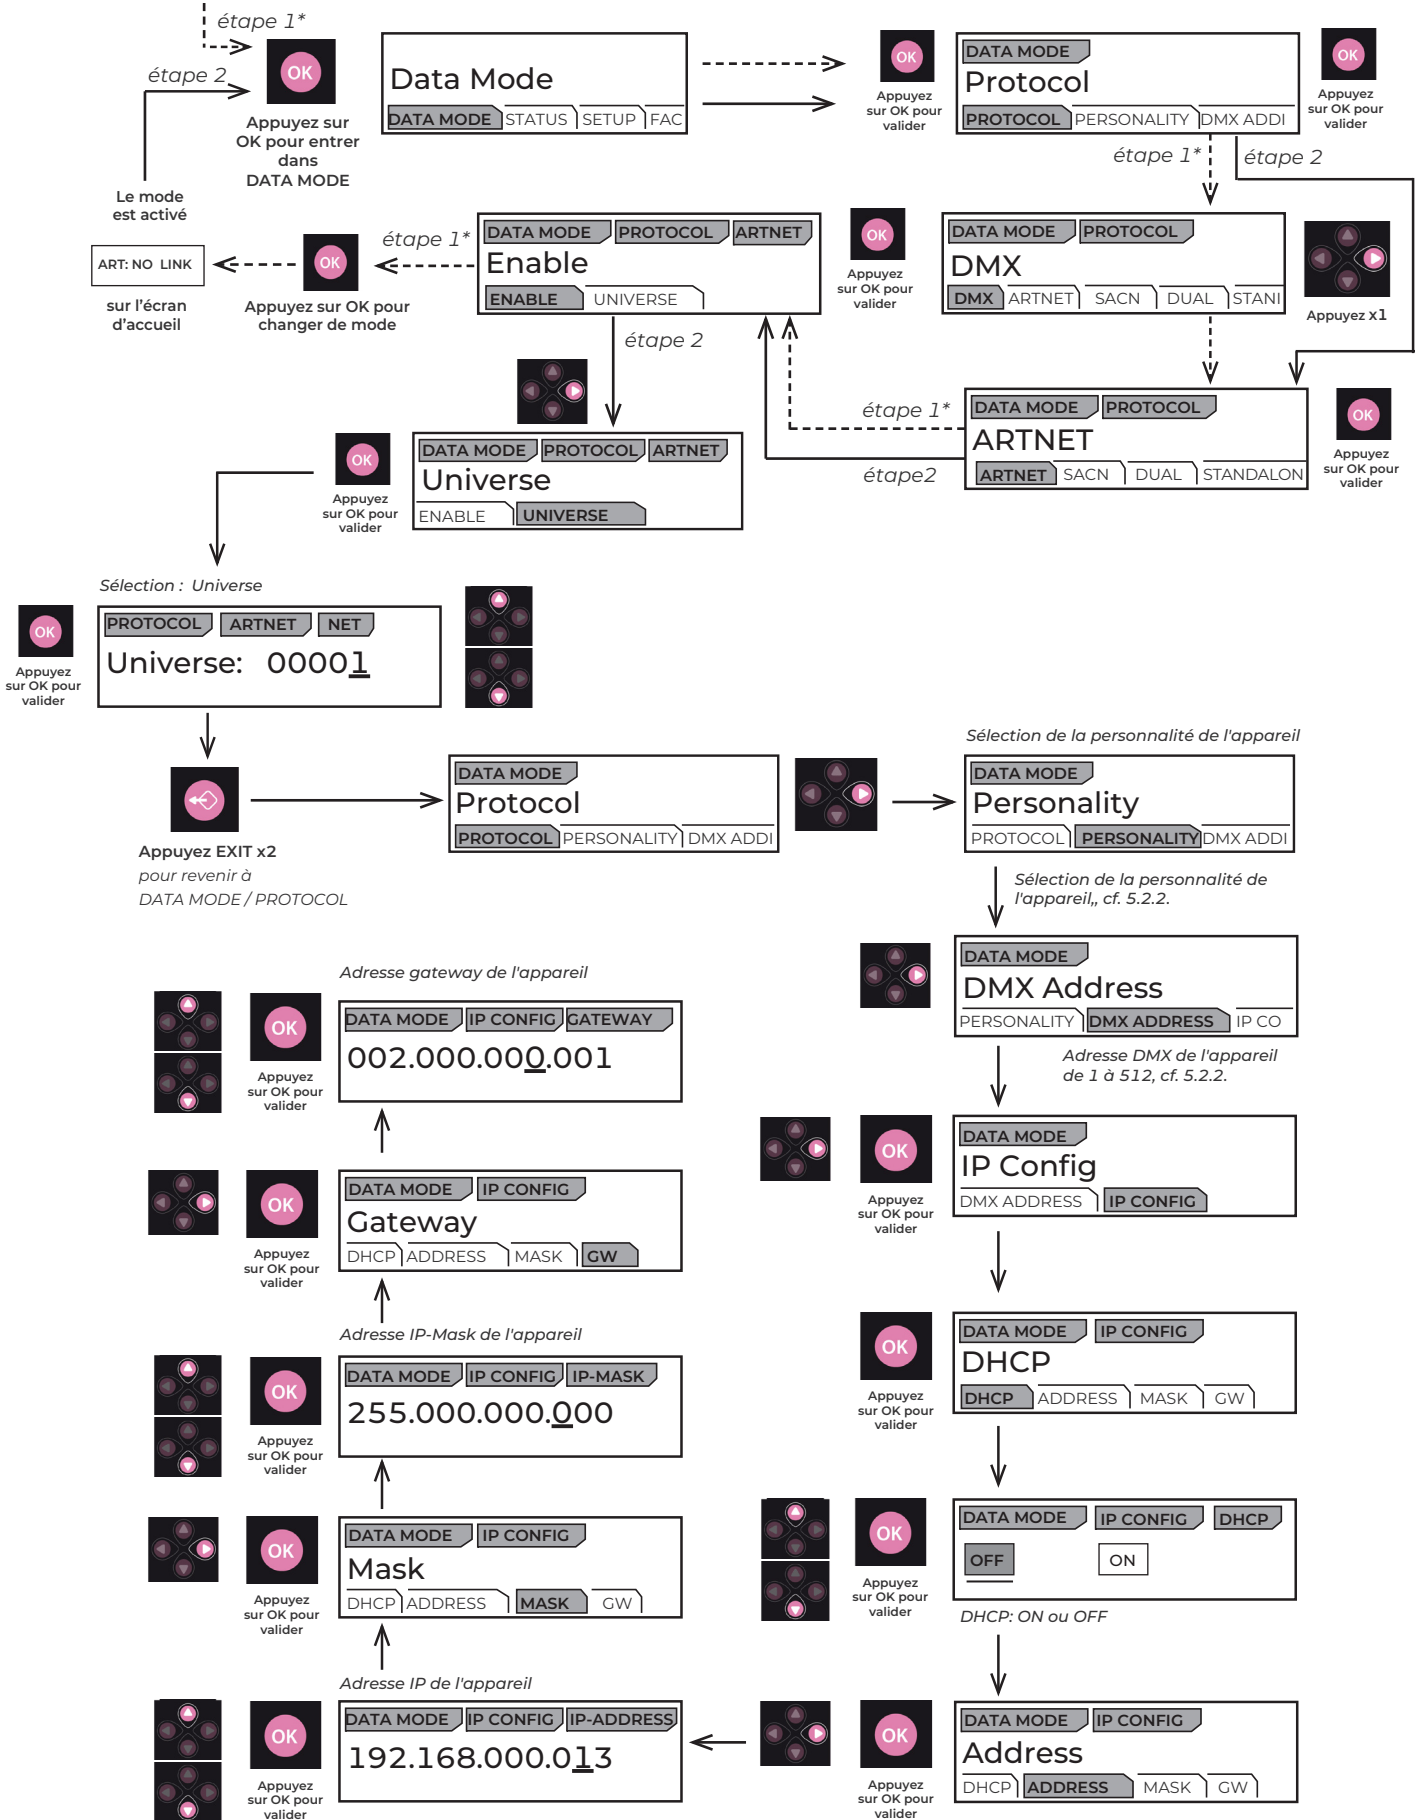 étape 1*
étape 2
OK
Appuyez sur
OK pour entrer
dans
DATA MODE
Data Mode
DATA MODE STATUS SETUP FAC
OK
Appuyez
sur OK pour
valider
DATA MODE
Protocol
PROTOCOL PERSONALITY DMX ADDI
OK
Appuyez
sur OK pour
valider
étape 1*
étape 2
Le mode
est activé
ART: NO LINK
sur l'écran
d'accueil
OK
Appuyez sur OK pour
changer de mode
étape 1*
DATA MODE PROTOCOL ARTNET
Enable
ENABLE UNIVERSE
OK
Appuyez
sur OK pour
valider
DATA MODE PROTOCOL
DMX
DMX ARTNET SACN DUAL STANI
Appuyez x1
étape 2
étape 1*
étape2
DATA MODE PROTOCOL
ARTNET
ARTNET SACN DUAL STANDALON
OK
Appuyez
sur OK pour
valider
OK
Appuyez
sur OK pour
valider
DATA MODE PROTOCOL ARTNET
Universe
ENABLE UNIVERSE
Sélection : Universe
OK
Appuyez
sur OK pour
valider
PROTOCOL ARTNET NET
Universe: 00001
Appuyez EXIT x2
pour revenir à
DATA MODE / PROTOCOL
DATA MODE
Protocol
PROTOCOL PERSONALITY DMX ADDI
Sélection de la personnalité de l'appareil
DATA MODE
Personality
PROTOCOL PERSONALITY DMX ADDI
Sélection de la personnalité de
l'appareil,, cf. 5.2.2.
DATA MODE
DMX Address
PERSONALITY DMX ADDRESS IP CO
Adresse DMX de l'appareil
de 1 à 512, cf. 5.2.2.
OK
Appuyez
sur OK pour
valider
DATA MODE
IP Config
DMX ADDRESS IP CONFIG
OK
Appuyez
sur OK pour
valider
DATA MODE IP CONFIG
DHCP
DHCP ADDRESS MASK GW
OK
Appuyez
sur OK pour
valider
DATA MODE IP CONFIG DHCP
OFF ON
DHCP: ON ou OFF
OK
Appuyez
sur OK pour
valider
DATA MODE IP CONFIG
Address
DHCP ADDRESS MASK GW
Adresse IP de l'appareil
OK
Appuyez
sur OK pour
valider
DATA MODE IP CONFIG IP-ADDRESS
192.168.000.013
OK
Appuyez
sur OK pour
valider
DATA MODE IP CONFIG
Mask
DHCP ADDRESS MASK GW
Adresse IP-Mask de l'appareil
OK
Appuyez
sur OK pour
valider
DATA MODE IP CONFIG IP-MASK
255.000.000.000
OK
Appuyez
sur OK pour
valider
DATA MODE IP CONFIG
Gateway
DHCP ADDRESS MASK GW
Adresse gateway de l'appareil
OK
Appuyez
sur OK pour
valider
DATA MODE IP CONFIG GATEWAY
002.000.000.001